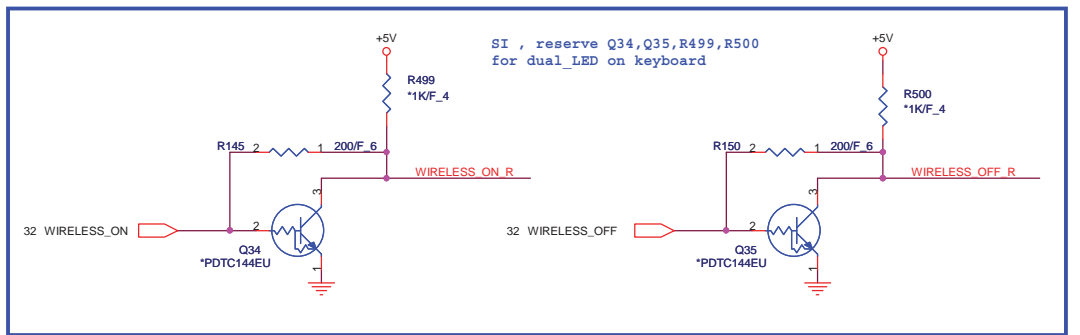 +5V
SI , reserve Q34,Q35,R499,R500
for dual_LED on keyboard
+5V
R499
*1K/F_4
R500
*1K/F_4
R145 2 1 200/F_6
R150 2 1 200/F_6
WIRELESS_ON_R
WIRELESS_OFF_R
3
3
32 WIRELESS_ON
2
32 WIRELESS_OFF
2
Q34
*PDTC144EU
1
Q35
*PDTC144EU
1